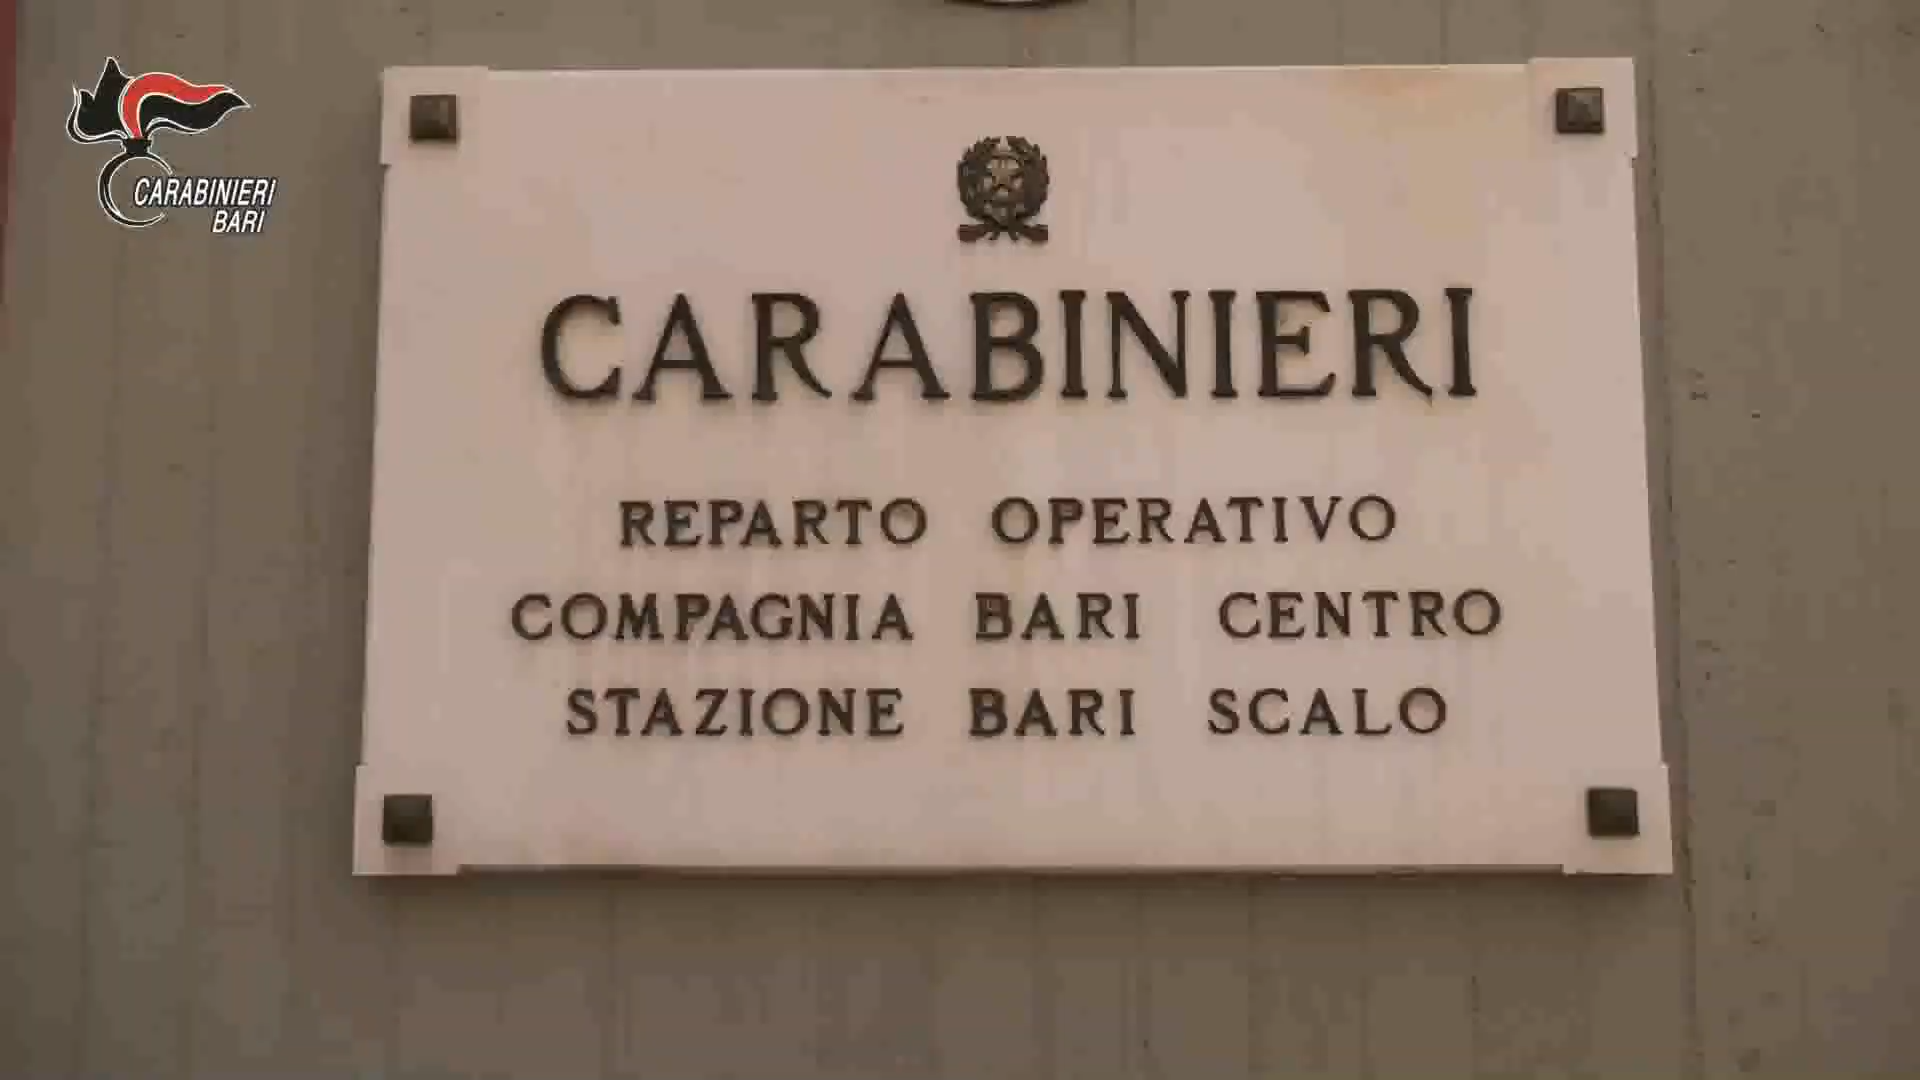 CARABINIERI
BARI
CARABINIERI
REPARTO OPERATIVO
COMPAGNIA BARI CENTRO
STAZIONE BARI SCALO